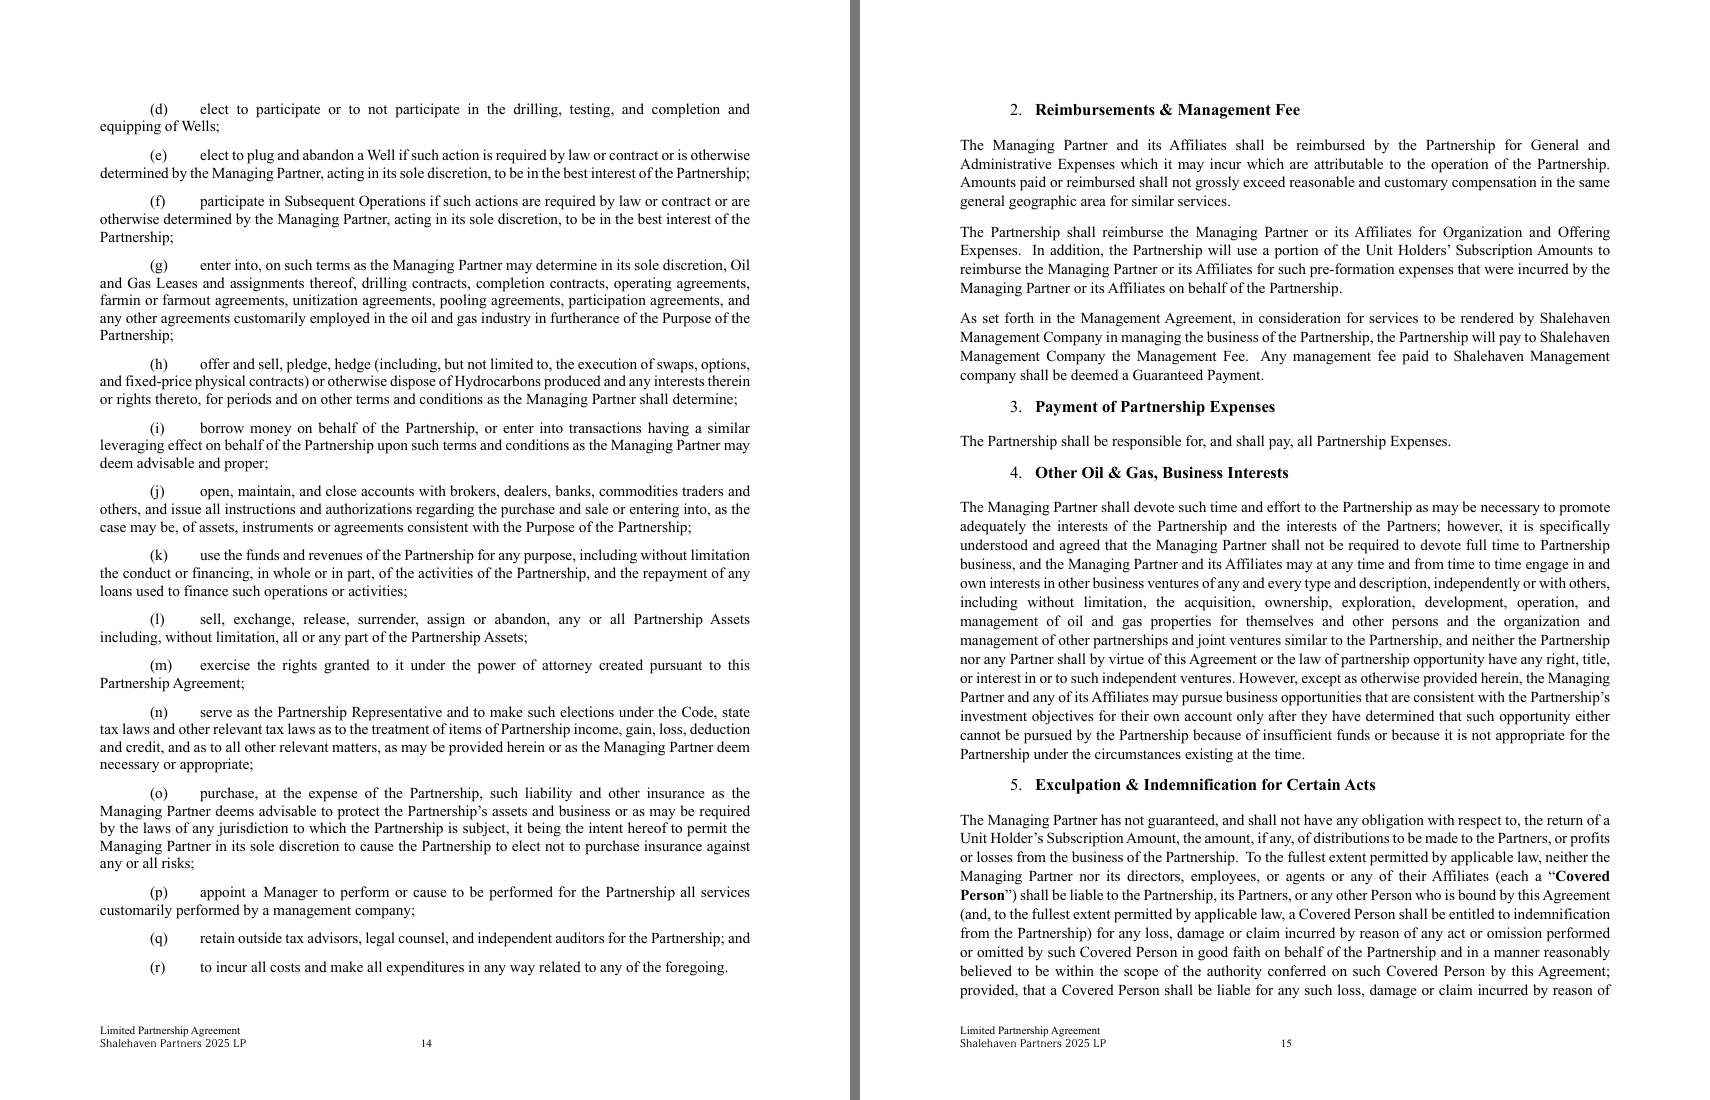 (d) elect to participate or to not participate in the drilling, testing, and completion and
equipping of Wells;
(e) elect to plug and abandon a Well if such action is required by law or contract or is otherwise
determined by the Managing Partner, acting in its sole discretion, to be in the best interest of the Partnership;
(f) participate in Subsequent Operations if such actions are required by law or contract or are
otherwise determined by the Managing Partner, acting in its sole discretion, to be in the best interest of the
Partnership;
(g) enter into, on such terms as the Managing Partner may determine in its sole discretion, Oil
and Gas Leases and assignments thereof, drilling contracts, completion contracts, operating agreements,
farmin or farmout agreements, unitization agreements, pooling agreements, participation agreements, and
any other agreements customarily employed in the oil and gas industry in furtherance of the Purpose of the
Partnership;
(h) offer and sell, pledge, hedge (including, but not limited to, the execution of swaps, options,
and fixed-price physical contracts) or otherwise dispose of Hydrocarbons produced and any interests therein
or rights thereto, for periods and on other terms and conditions as the Managing Partner shall determine;
(i) borrow money on behalf of the Partnership, or enter into transactions having a similar
leveraging effect on behalf of the Partnership upon such terms and conditions as the Managing Partner may
deem advisable and proper;
(j) open, maintain, and close accounts with brokers, dealers, banks, commodities traders and
others, and issue all instructions and authorizations regarding the purchase and sale or entering into, as the
case may be, of assets, instruments or agreements consistent with the Purpose of the Partnership;
(k) use the funds and revenues of the Partnership for any purpose, including without limitation
the conduct or financing, in whole or in part, of the activities of the Partnership, and the repayment of any
loans used to finance such operations or activities;
(l) sell, exchange, release, surrender, assign or abandon, any or all Partnership Assets
including, without limitation, all or any part of the Partnership Assets;
(m) exercise the rights granted to it under the power of attorney created pursuant to this
Partnership Agreement;
(n) serve as the Partnership Representative and to make such elections under the Code, state
tax laws and other relevant tax laws as to the treatment of items of Partnership income, gain, loss, deduction
and credit, and as to all other relevant matters, as may be provided herein or as the Managing Partner deem
necessary or appropriate;
(o) purchase, at the expense of the Partnership, such liability and other insurance as the
Managing Partner deems advisable to protect the Partnership’s assets and business or as may be required
by the laws of any jurisdiction to which the Partnership is subject, it being the intent hereof to permit the
Managing Partner in its sole discretion to cause the Partnership to elect not to purchase insurance against
any or all risks;
(p) appoint a Manager to perform or cause to be performed for the Partnership all services
customarily performed by a management company;
(q) retain outside tax advisors, legal counsel, and independent auditors for the Partnership; and
(r) to incur all costs and make all expenditures in any way related to any of the foregoing.
Limited Partnership Agreement
Shalehaven Partners 2025 LP 14
2. Reimbursements & Management Fee
The Managing Partner and its Affiliates shall be reimbursed by the Partnership for General and
Administrative Expenses which it may incur which are attributable to the operation of the Partnership.
Amounts paid or reimbursed shall not grossly exceed reasonable and customary compensation in the same
general geographic area for similar services.
The Partnership shall reimburse the Managing Partner or its Affiliates for Organization and Offering
Expenses. In addition, the Partnership will use a portion of the Unit Holders’ Subscription Amounts to
reimburse the Managing Partner or its Affiliates for such pre-formation expenses that were incurred by the
Managing Partner or its Affiliates on behalf of the Partnership.
As set forth in the Management Agreement, in consideration for services to be rendered by Shalehaven
Management Company in managing the business of the Partnership, the Partnership will pay to Shalehaven
Management Company the Management Fee. Any management fee paid to Shalehaven Management
company shall be deemed a Guaranteed Payment.
3. Payment of Partnership Expenses
The Partnership shall be responsible for, and shall pay, all Partnership Expenses.
4. Other Oil & Gas, Business Interests
The Managing Partner shall devote such time and effort to the Partnership as may be necessary to promote
adequately the interests of the Partnership and the interests of the Partners; however, it is specifically
understood and agreed that the Managing Partner shall not be required to devote full time to Partnership
business, and the Managing Partner and its Affiliates may at any time and from time to time engage in and
own interests in other business ventures of any and every type and description, independently or with others,
including without limitation, the acquisition, ownership, exploration, development, operation, and
management of oil and gas properties for themselves and other persons and the organization and
management of other partnerships and joint ventures similar to the Partnership, and neither the Partnership
nor any Partner shall by virtue of this Agreement or the law of partnership opportunity have any right, title,
or interest in or to such independent ventures. However, except as otherwise provided herein, the Managing
Partner and any of its Affiliates may pursue business opportunities that are consistent with the Partnership’s
investment objectives for their own account only after they have determined that such opportunity either
cannot be pursued by the Partnership because of insufficient funds or because it is not appropriate for the
Partnership under the circumstances existing at the time.
5. Exculpation & Indemnification for Certain Acts
The Managing Partner has not guaranteed, and shall not have any obligation with respect to, the return of a
Unit Holder’s Subscription Amount, the amount, if any, of distributions to be made to the Partners, or profits
or losses from the business of the Partnership. To the fullest extent permitted by applicable law, neither the
Managing Partner nor its directors, employees, or agents or any of their Affiliates (each a “Covered
Person”) shall be liable to the Partnership, its Partners, or any other Person who is bound by this Agreement
(and, to the fullest extent permitted by applicable law, a Covered Person shall be entitled to indemnification
from the Partnership) for any loss, damage or claim incurred by reason of any act or omission performed
or omitted by such Covered Person in good faith on behalf of the Partnership and in a manner reasonably
believed to be within the scope of the authority conferred on such Covered Person by this Agreement;
provided, that a Covered Person shall be liable for any such loss, damage or claim incurred by reason of
Limited Partnership Agreement
Shalehaven Partners 2025 LP 15